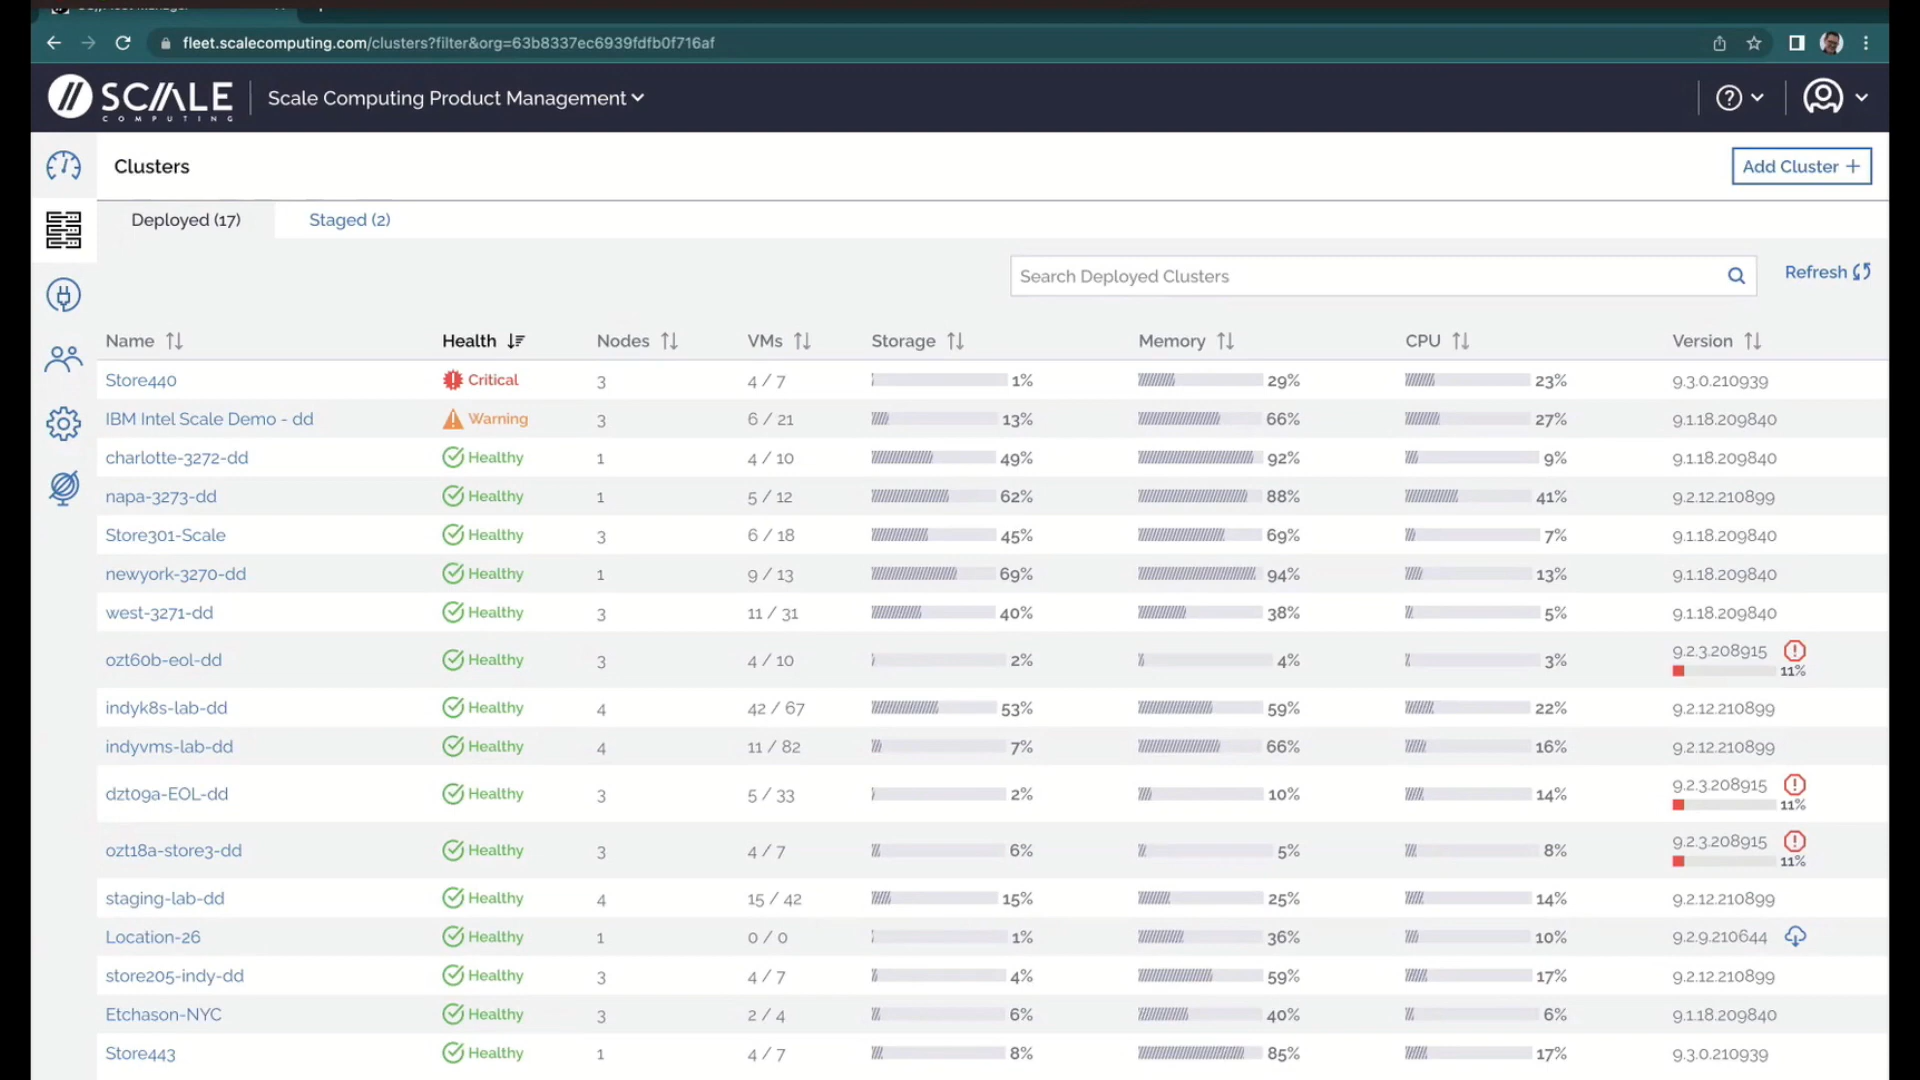 fleet.scalecomputing.com/clusters?filter&org=63b8337ec6939fdfb0f716af
SCALE COMPUTING Scale Computing Product Management
Clusters Add Cluster +
Deployed (17) Staged (2)
Search Deployed Clusters Refresh
Name Health Nodes VMs Storage Memory CPU Version
Store440 Critical 3 4 / 7 1% 29% 23% 9.3.0.210939
IBM Intel Scale Demo - dd Warning 3 6 / 21 13% 66% 27% 9.1.18.209840
charlotte-3272-dd Healthy 1 4 / 10 49% 92% 9% 9.1.18.209840
napa-3273-dd Healthy 1 5 / 12 62% 88% 41% 9.2.12.210899
Store301-Scale Healthy 3 6 / 18 45% 69% 7% 9.1.18.209840
newyork-3270-dd Healthy 1 9 / 13 69% 94% 13% 9.1.18.209840
west-3271-dd Healthy 3 11 / 31 40% 38% 5% 9.1.18.209840
ozt60b-eol-dd Healthy 3 4 / 10 2% 4% 3% 9.2.3.208915
11%
indyk8s-lab-dd Healthy 4 42 / 67 53% 59% 22% 9.2.12.210899
indyvms-lab-dd Healthy 4 11 / 82 7% 66% 16% 9.2.12.210899
dzt09a-EOL-dd Healthy 3 5 / 33 2% 10% 14% 9.2.3.208915
11%
ozt18a-store3-dd Healthy 3 4 / 7 6% 5% 8% 9.2.3.208915
11%
staging-lab-dd Healthy 4 15 / 42 15% 25% 14% 9.2.12.210899
Location-26 Healthy 1 0 / 0 1% 36% 10% 9.2.9.210644
store205-indy-dd Healthy 3 4 / 7 4% 59% 17% 9.2.12.210899
Etchason-NYC Healthy 3 2 / 4 6% 40% 6% 9.1.18.209840
Store443 Healthy 1 4 / 7 8% 85% 17% 9.3.0.210939